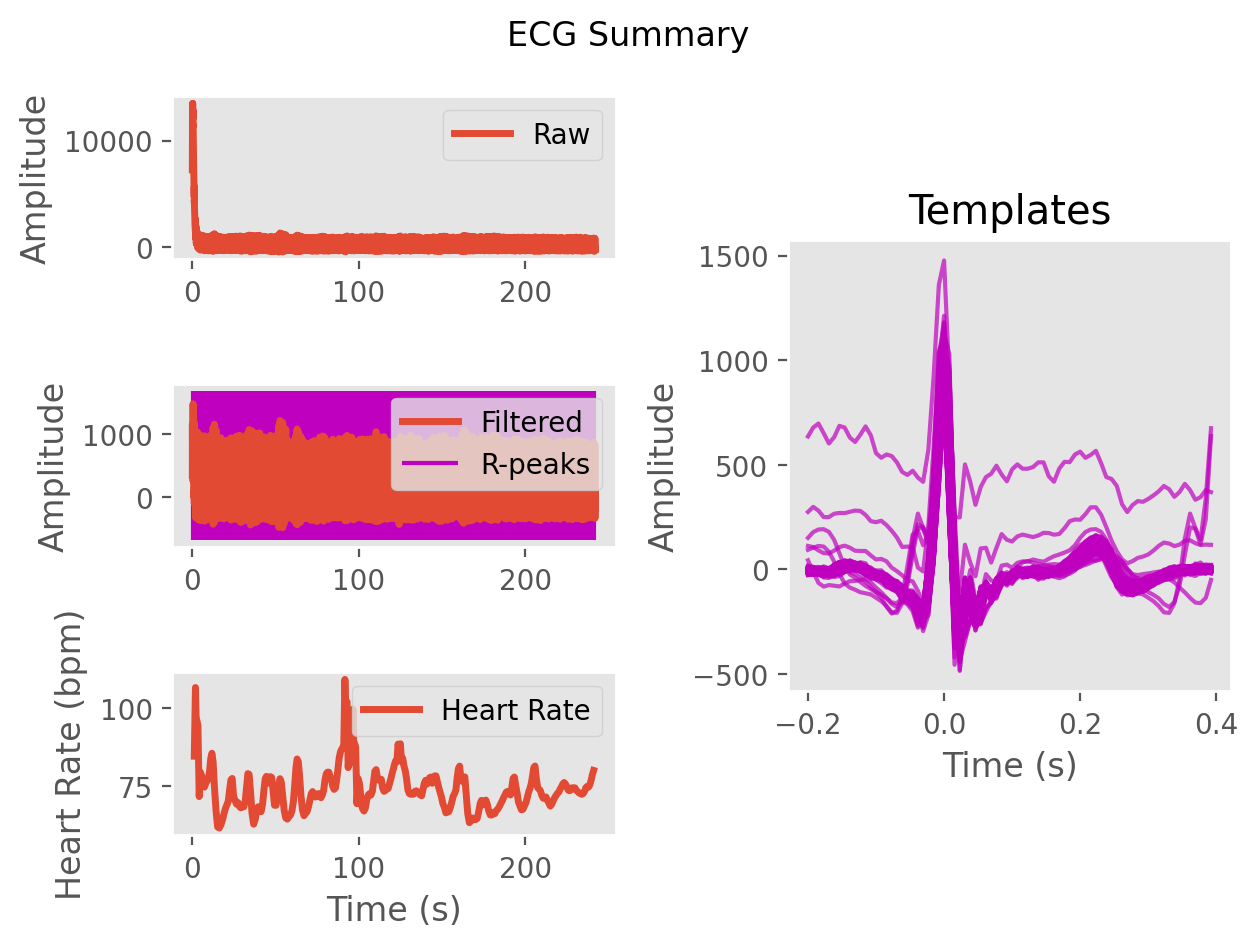 ECG Summary
Amplitude
10000
0
Raw
0
100
200
Amplitude
1000
0
Filtered
R-peaks
0
100
200
Heart Rate (bpm)
100
75
Heart Rate
0
100
200
Time (s)
Templates
Amplitude
1500
1000
500
0
−500
−0.2
0.0
0.2
0.4
Time (s)